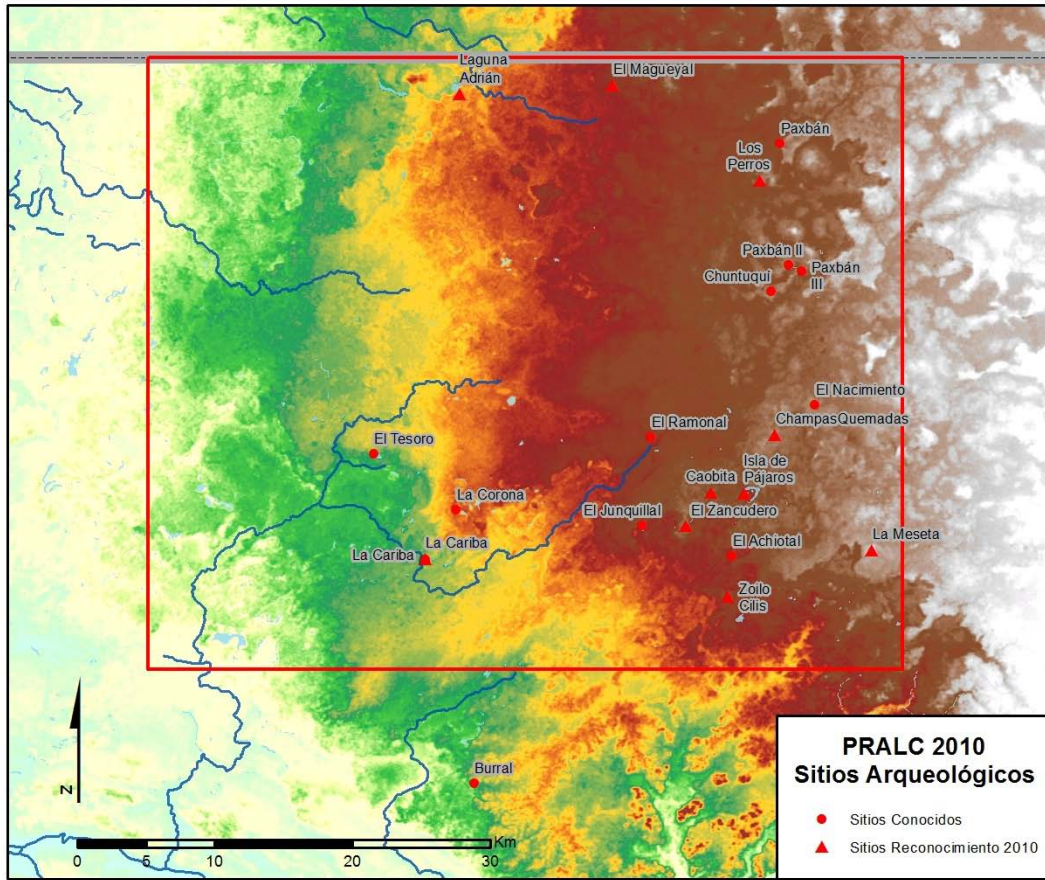 Laguna
Adrián
El Magueyal
Paxbán
Los
Perros
Paxbán II
Paxbán
III
Chuntuquí
El Nacimiento
ChampasQuemadas
El Ramonal
El Tesoro
Isla de
Pájaros
Caobita
La Corona
El Junquillal
El Zancudero
La Cariba
La Cariba
El Achiotal
La Meseta
Zoilo
Cilis
Burral
N
Km
0 5 10 20 30
PRALC 2010
Sitios Arqueológicos
Sitios Conocidos
Sitios Reconocimiento 2010